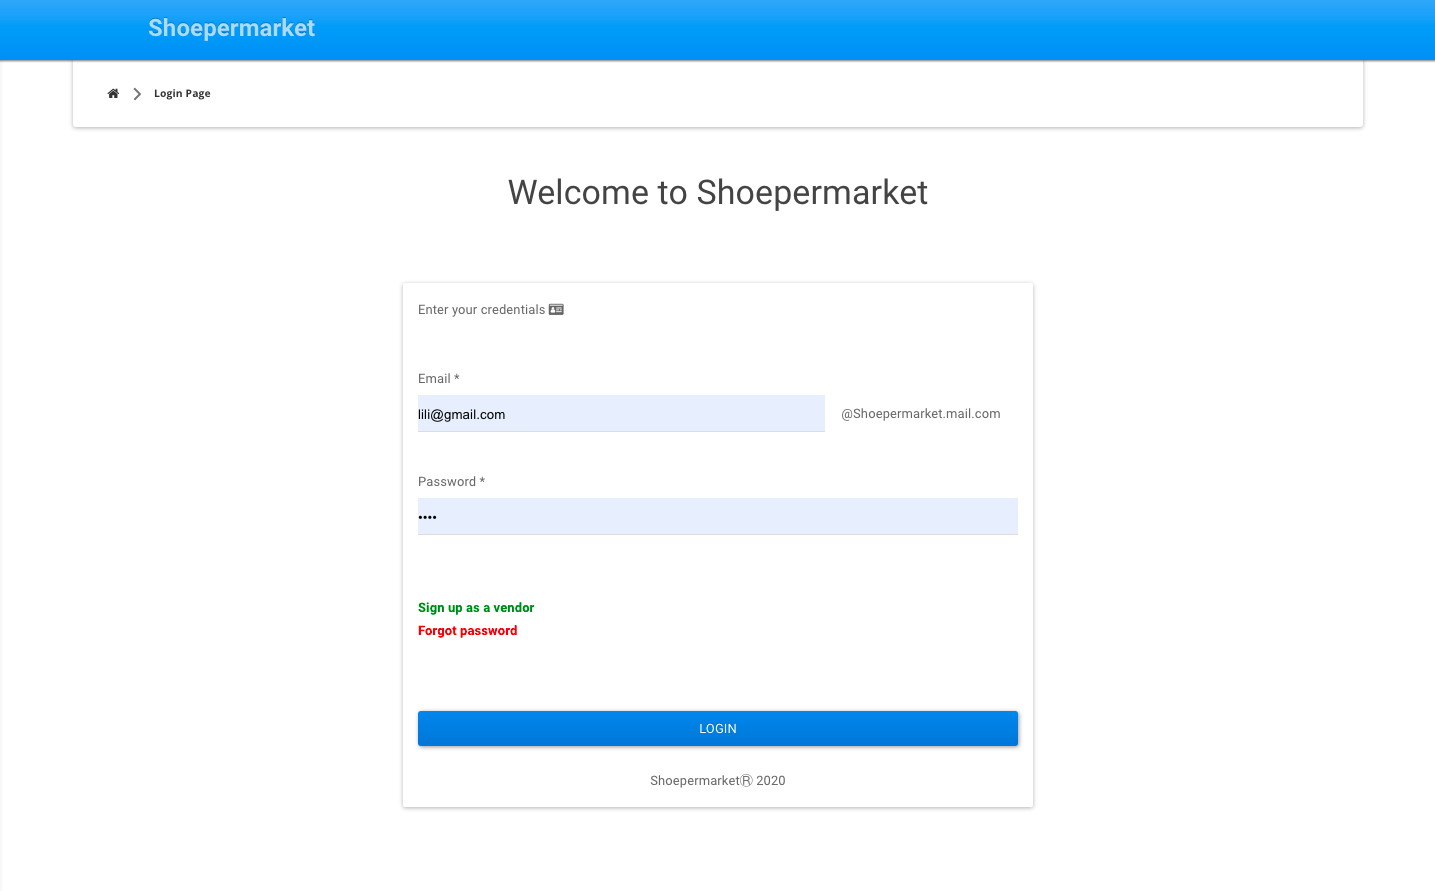 Shoepermarket
Login Page
Welcome to Shoepermarket
Enter your credentials
Email *
lili@gmail.com @Shoepermarket.mail.com
Password *
••••
Sign up as a vendor
Forgot password
LOGIN
ShoepermarketⓇ 2020